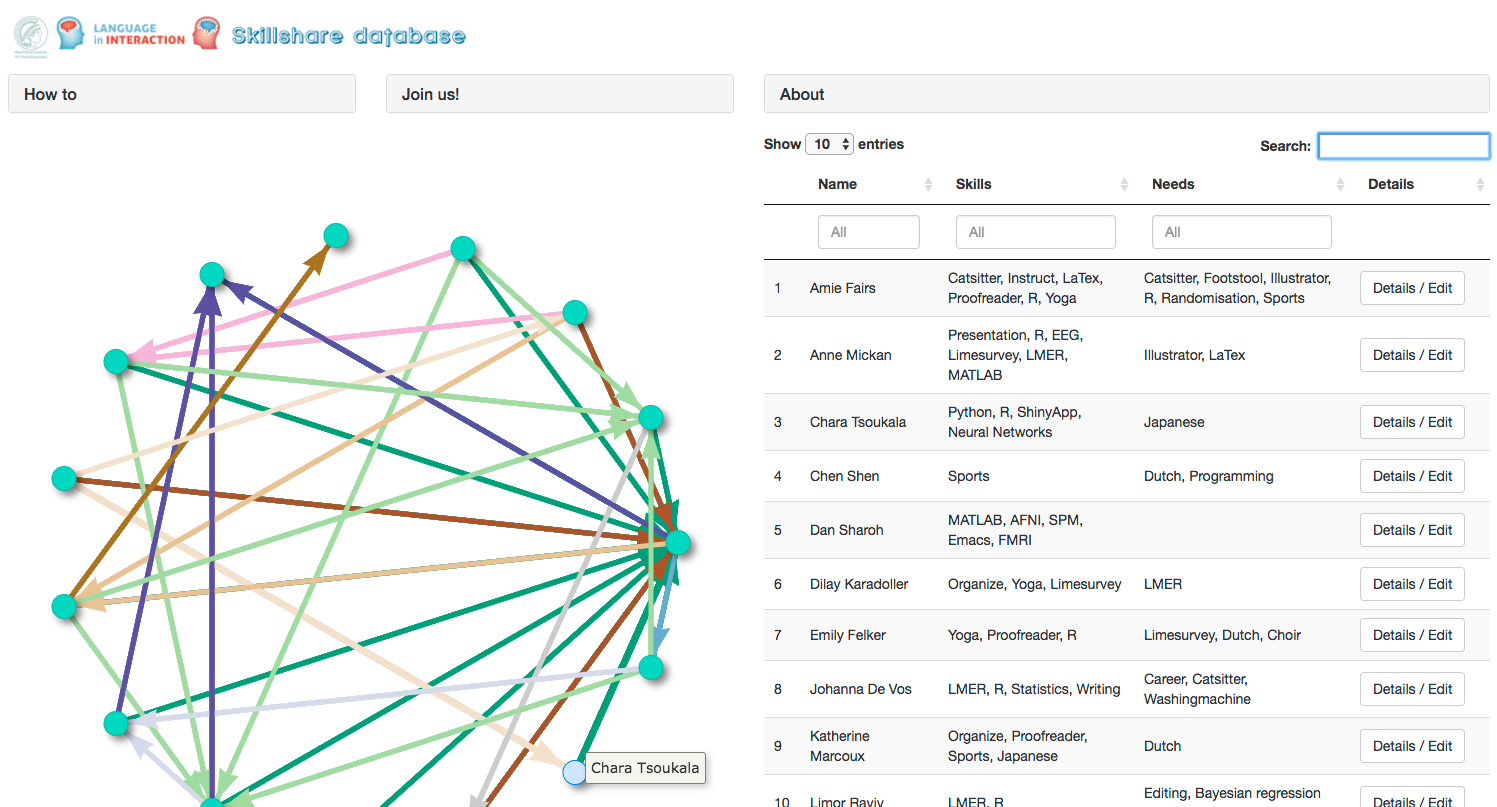 LANGUAGE
in INTERACTION
Skillshare database
How to
Join us!
About
Show 10 entries
Search:
Name Skills Needs Details
All All All
1 Amie Fairs Catsitter, Instruct, LaTex, Proofreader, R, Yoga Catsitter, Footstool, Illustrator, R, Randomisation, Sports Details / Edit
2 Anne Mickan Presentation, R, EEG, Limesurvey, LMER, MATLAB Illustrator, LaTex Details / Edit
3 Chara Tsoukala Python, R, ShinyApp, Neural Networks Japanese Details / Edit
4 Chen Shen Sports Dutch, Programming Details / Edit
5 Dan Sharoh MATLAB, AFNI, SPM, Emacs, FMRI Details / Edit
6 Dilay Karadoller Organize, Yoga, Limesurvey LMER Details / Edit
7 Emily Felker Yoga, Proofreader, R Limesurvey, Dutch, Choir Details / Edit
8 Johanna De Vos LMER, R, Statistics, Writing Career, Catsitter, Washingmachine Details / Edit
9 Katherine Marcoux Organize, Proofreader, Sports, Japanese Dutch Details / Edit
10 Limor Raviv LMER, R Editing, Bayesian regression Details / Edit
Chara Tsoukala